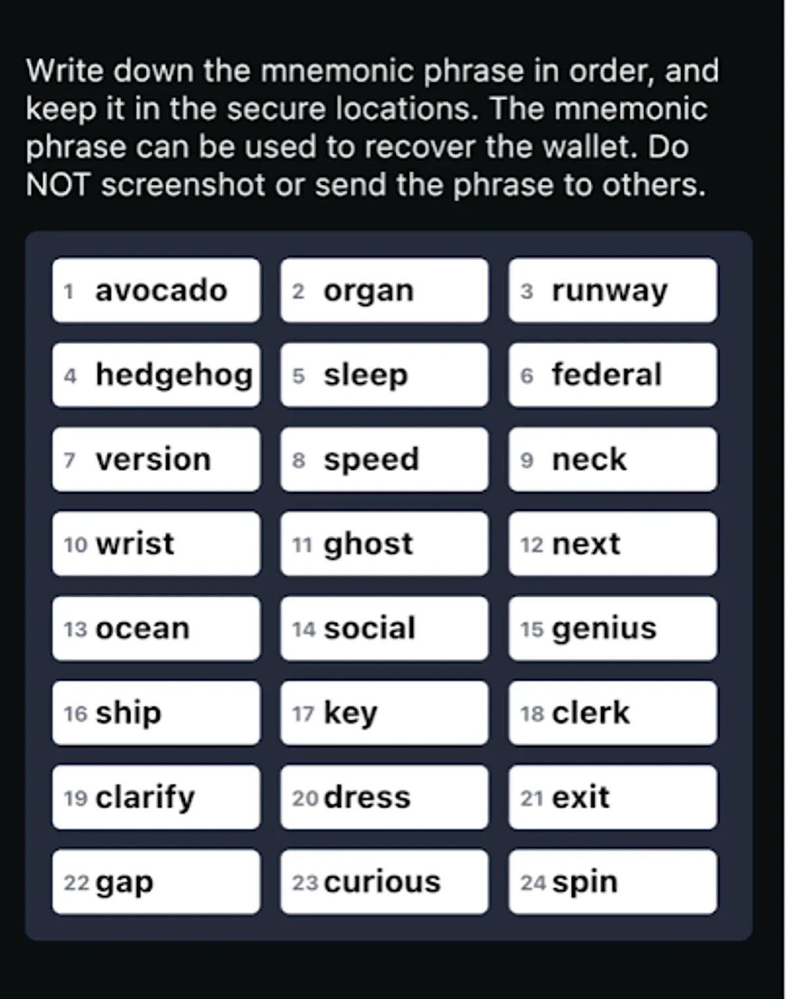 Write down the mnemonic phrase in order, and
keep it in the secure locations. The mnemonic
phrase can be used to recover the wallet. Do
NOT screenshot or send the phrase to others.
1 avocado 2 organ 3 runway
4 hedgehog 5 sleep 6 federal
7 version 8 speed 9 neck
10 wrist 11 ghost 12 next
13 ocean 14 social 15 genius
16 ship 17 key 18 clerk
19 clarify 20 dress 21 exit
22 gap 23 curious 24 spin